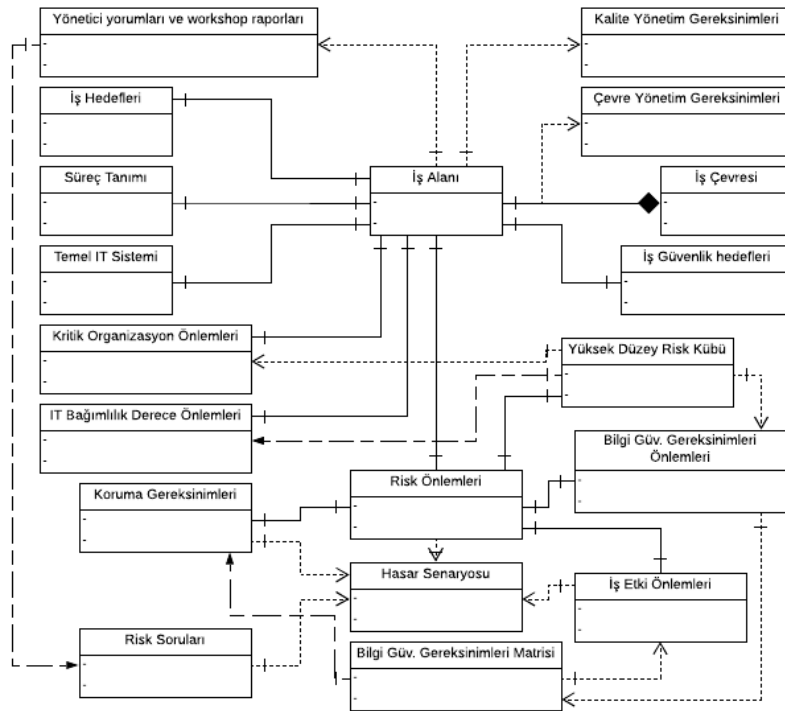 Yönetici yorumları ve workshop raporları
Kalite Yönetim Gereksinimleri
-
-
-
-
İş Hedefleri
Çevre Yönetim Gereksinimleri
-
-
-
-
Süreç Tanımı
İş Alanı
İş Çevresi
-
-
-
-
-
-
Temel IT Sistemi
İş Güvenlik hedefleri
-
-
-
-
Kritik Organizasyon Önlemleri
Yüksek Düzey Risk Kübü
-
-
-
-
IT Bağımlılık Derece Önlemleri
Bilgi Güv. Gereksinimleri
Önlemleri
-
-
-
-
Koruma Gereksinimleri
Risk Önlemleri
-
-
-
-
Hasar Senaryosu
İş Etki Önlemleri
-
-
-
-
Risk Soruları
Bilgi Güv. Gereksinimleri Matrisi
-
-
-
-